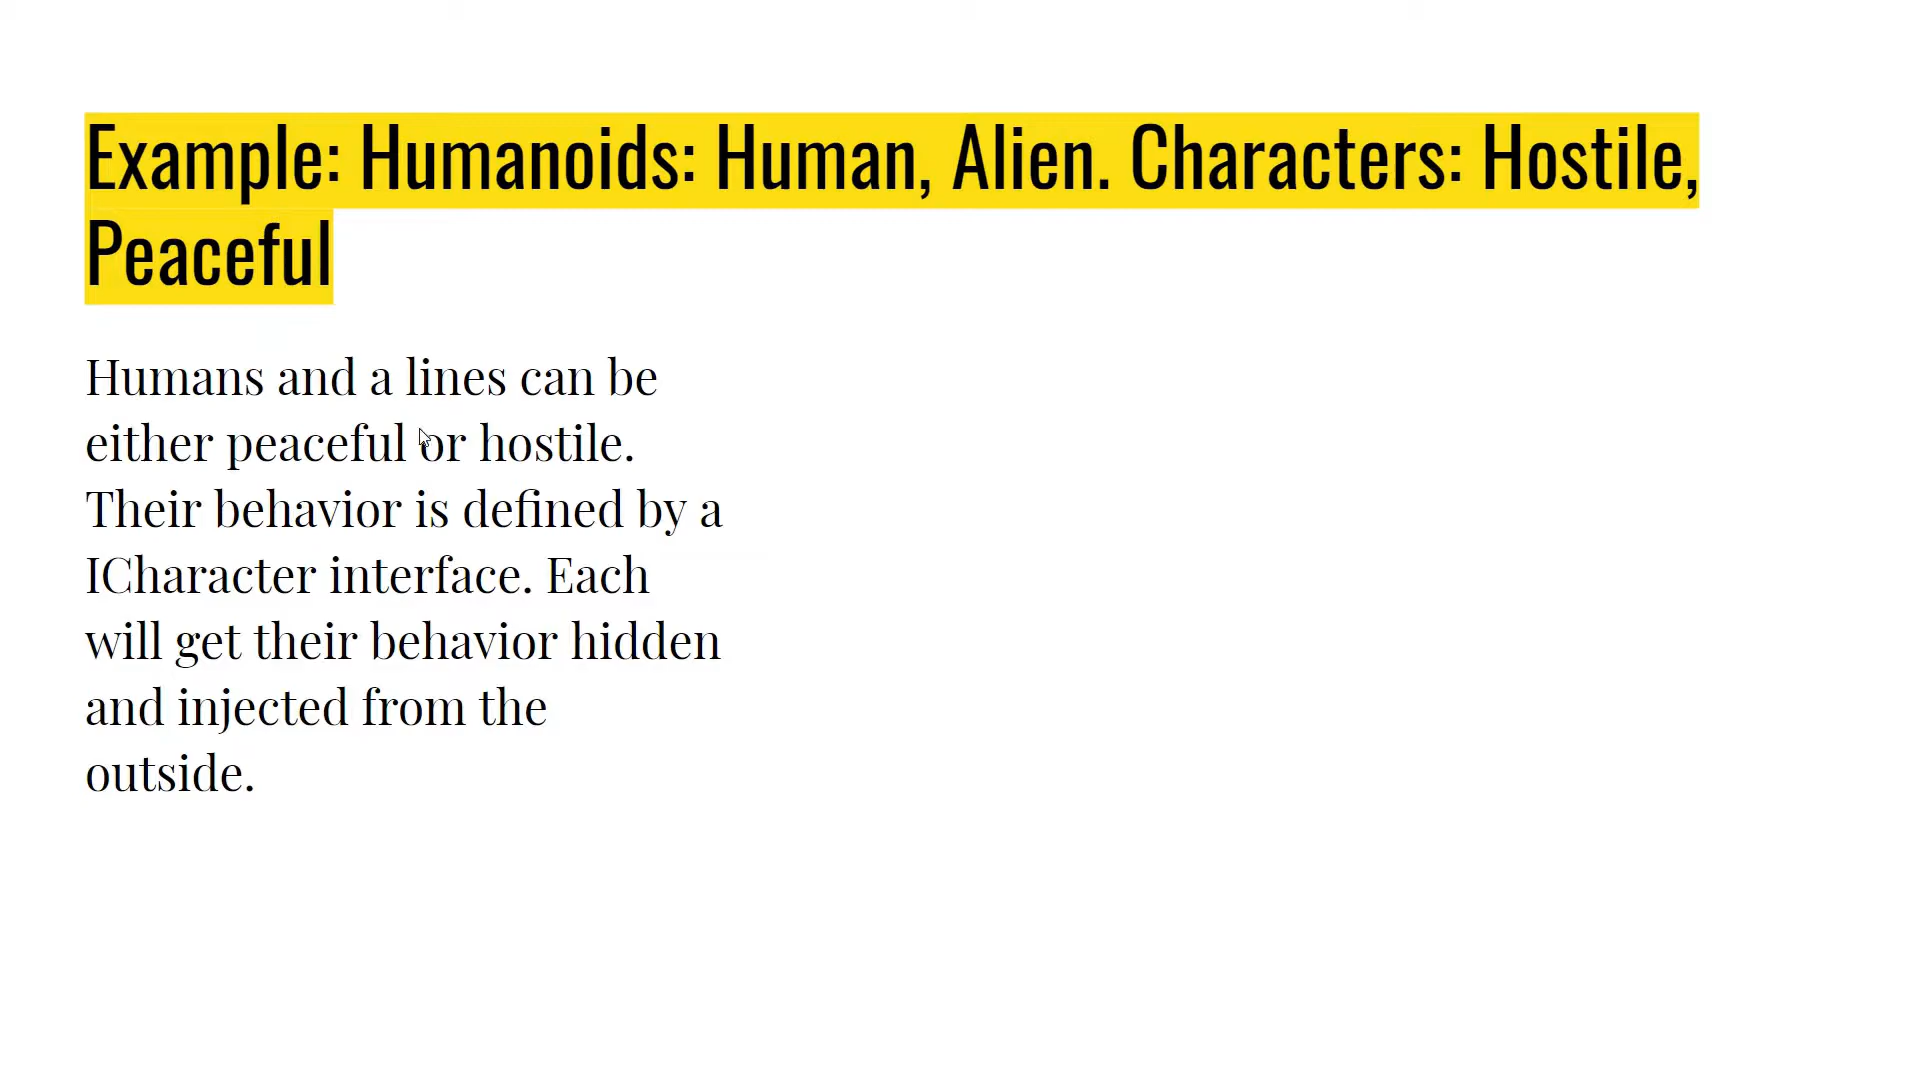 Example: Humanoids: Human, Alien. Characters: Hostile,
Peaceful
Humans and a lines can be
either peaceful or hostile.
Their behavior is defined by a
ICharacter interface. Each
will get their behavior hidden
and injected from the
outside.